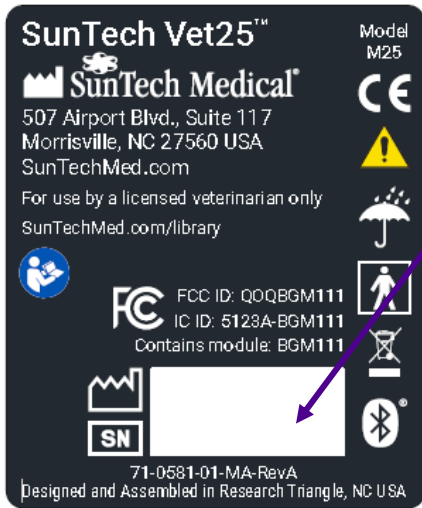 SunTech Vet25™
Model
M25
SunTech Medical®
507 Airport Blvd., Suite 117
Morrisville, NC 27560 USA
SunTechMed.com
For use by a licensed veterinarian only
SunTechMed.com/library
FC
FCC ID: QOQBGM111
IC ID: 5123A-BGM111
Contains module: BGM111
SN
71-0581-01-MA-RevA
Designed and Assembled in Research Triangle, NC USA
CE